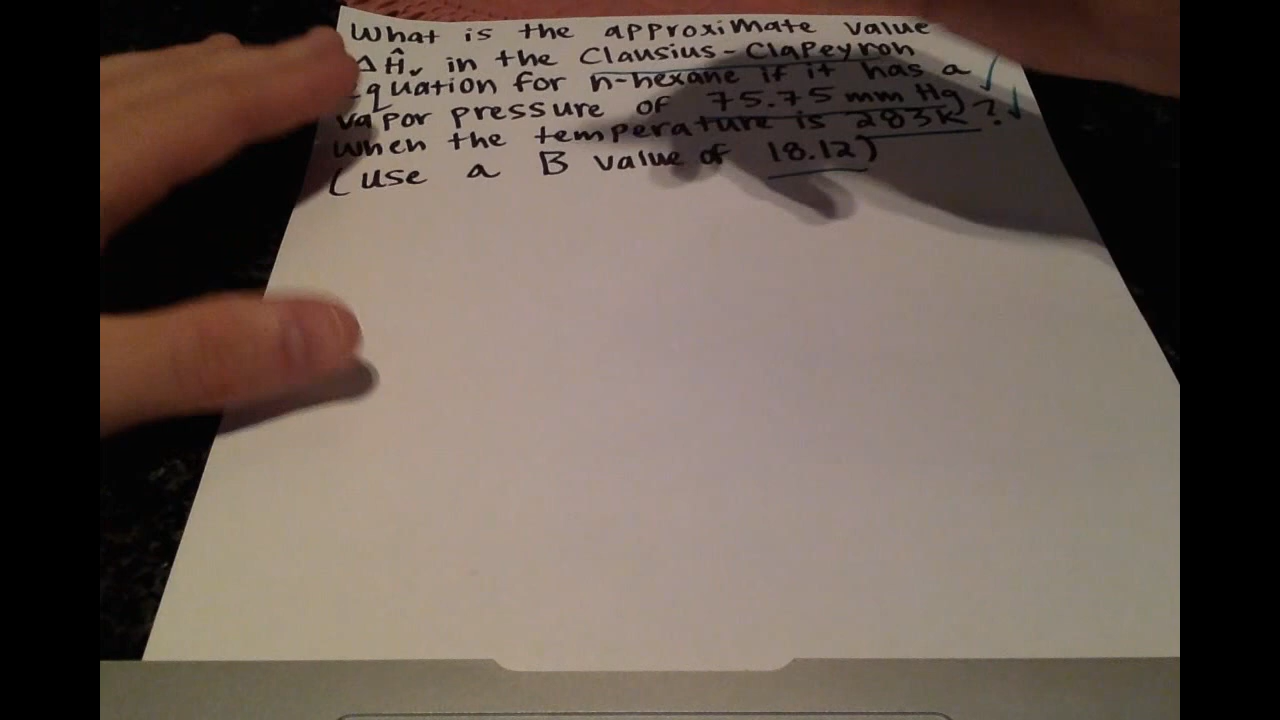 What is the approximate value
ΔĤv in the Clausius-Clapeyron
equation for n-hexane if it has a
vapor pressure of 75.75 mm Hg
when the temperature is 283K?
(use a B value of 18.12)